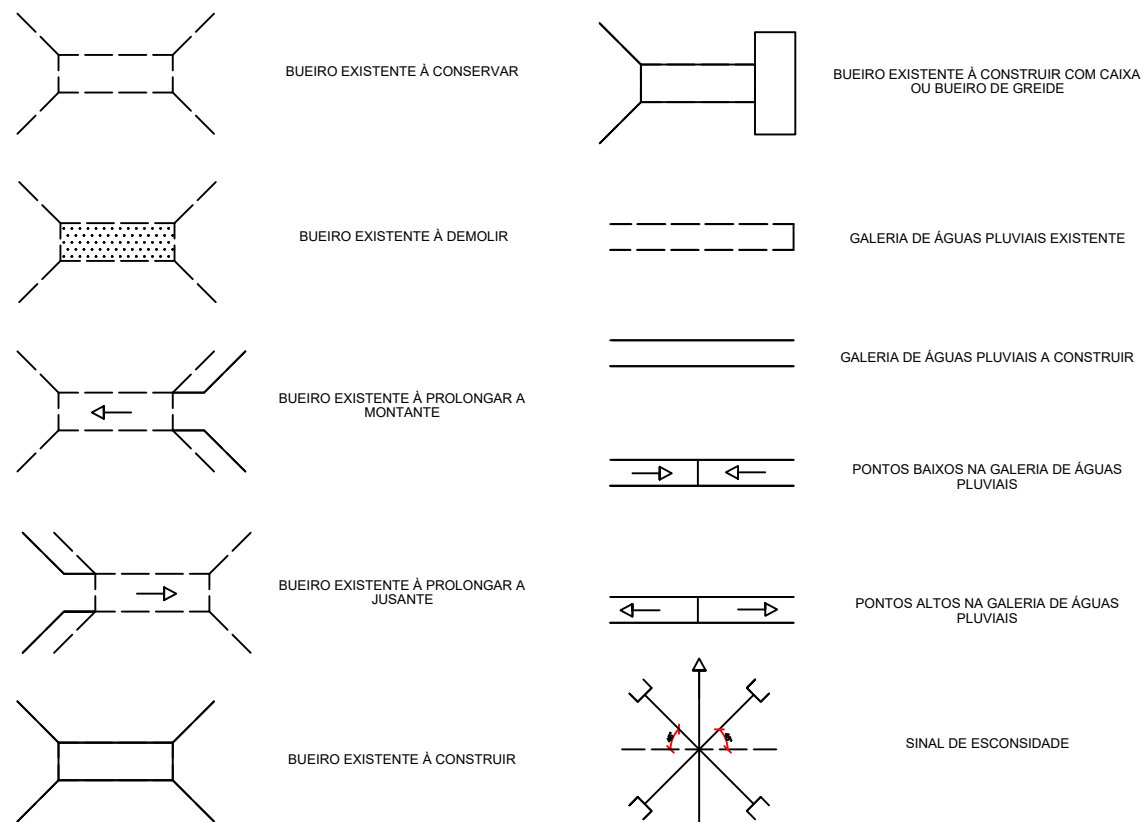 BUEIRO EXISTENTE À CONSERVAR
BUEIRO EXISTENTE À DEMOLIR
BUEIRO EXISTENTE À PROLONGAR A
MONTANTE
BUEIRO EXISTENTE À PROLONGAR A
JUSANTE
BUEIRO EXISTENTE À CONSTRUIR
BUEIRO EXISTENTE À CONSTRUIR COM CAIXA
OU BUEIRO DE GREIDE
GALERIA DE ÁGUAS PLUVIAIS EXISTENTE
GALERIA DE ÁGUAS PLUVIAIS A CONSTRUIR
PONTOS BAIXOS NA GALERIA DE ÁGUAS
PLUVIAIS
PONTOS ALTOS NA GALERIA DE ÁGUAS
PLUVIAIS
SINAL DE ESCONSIDADE